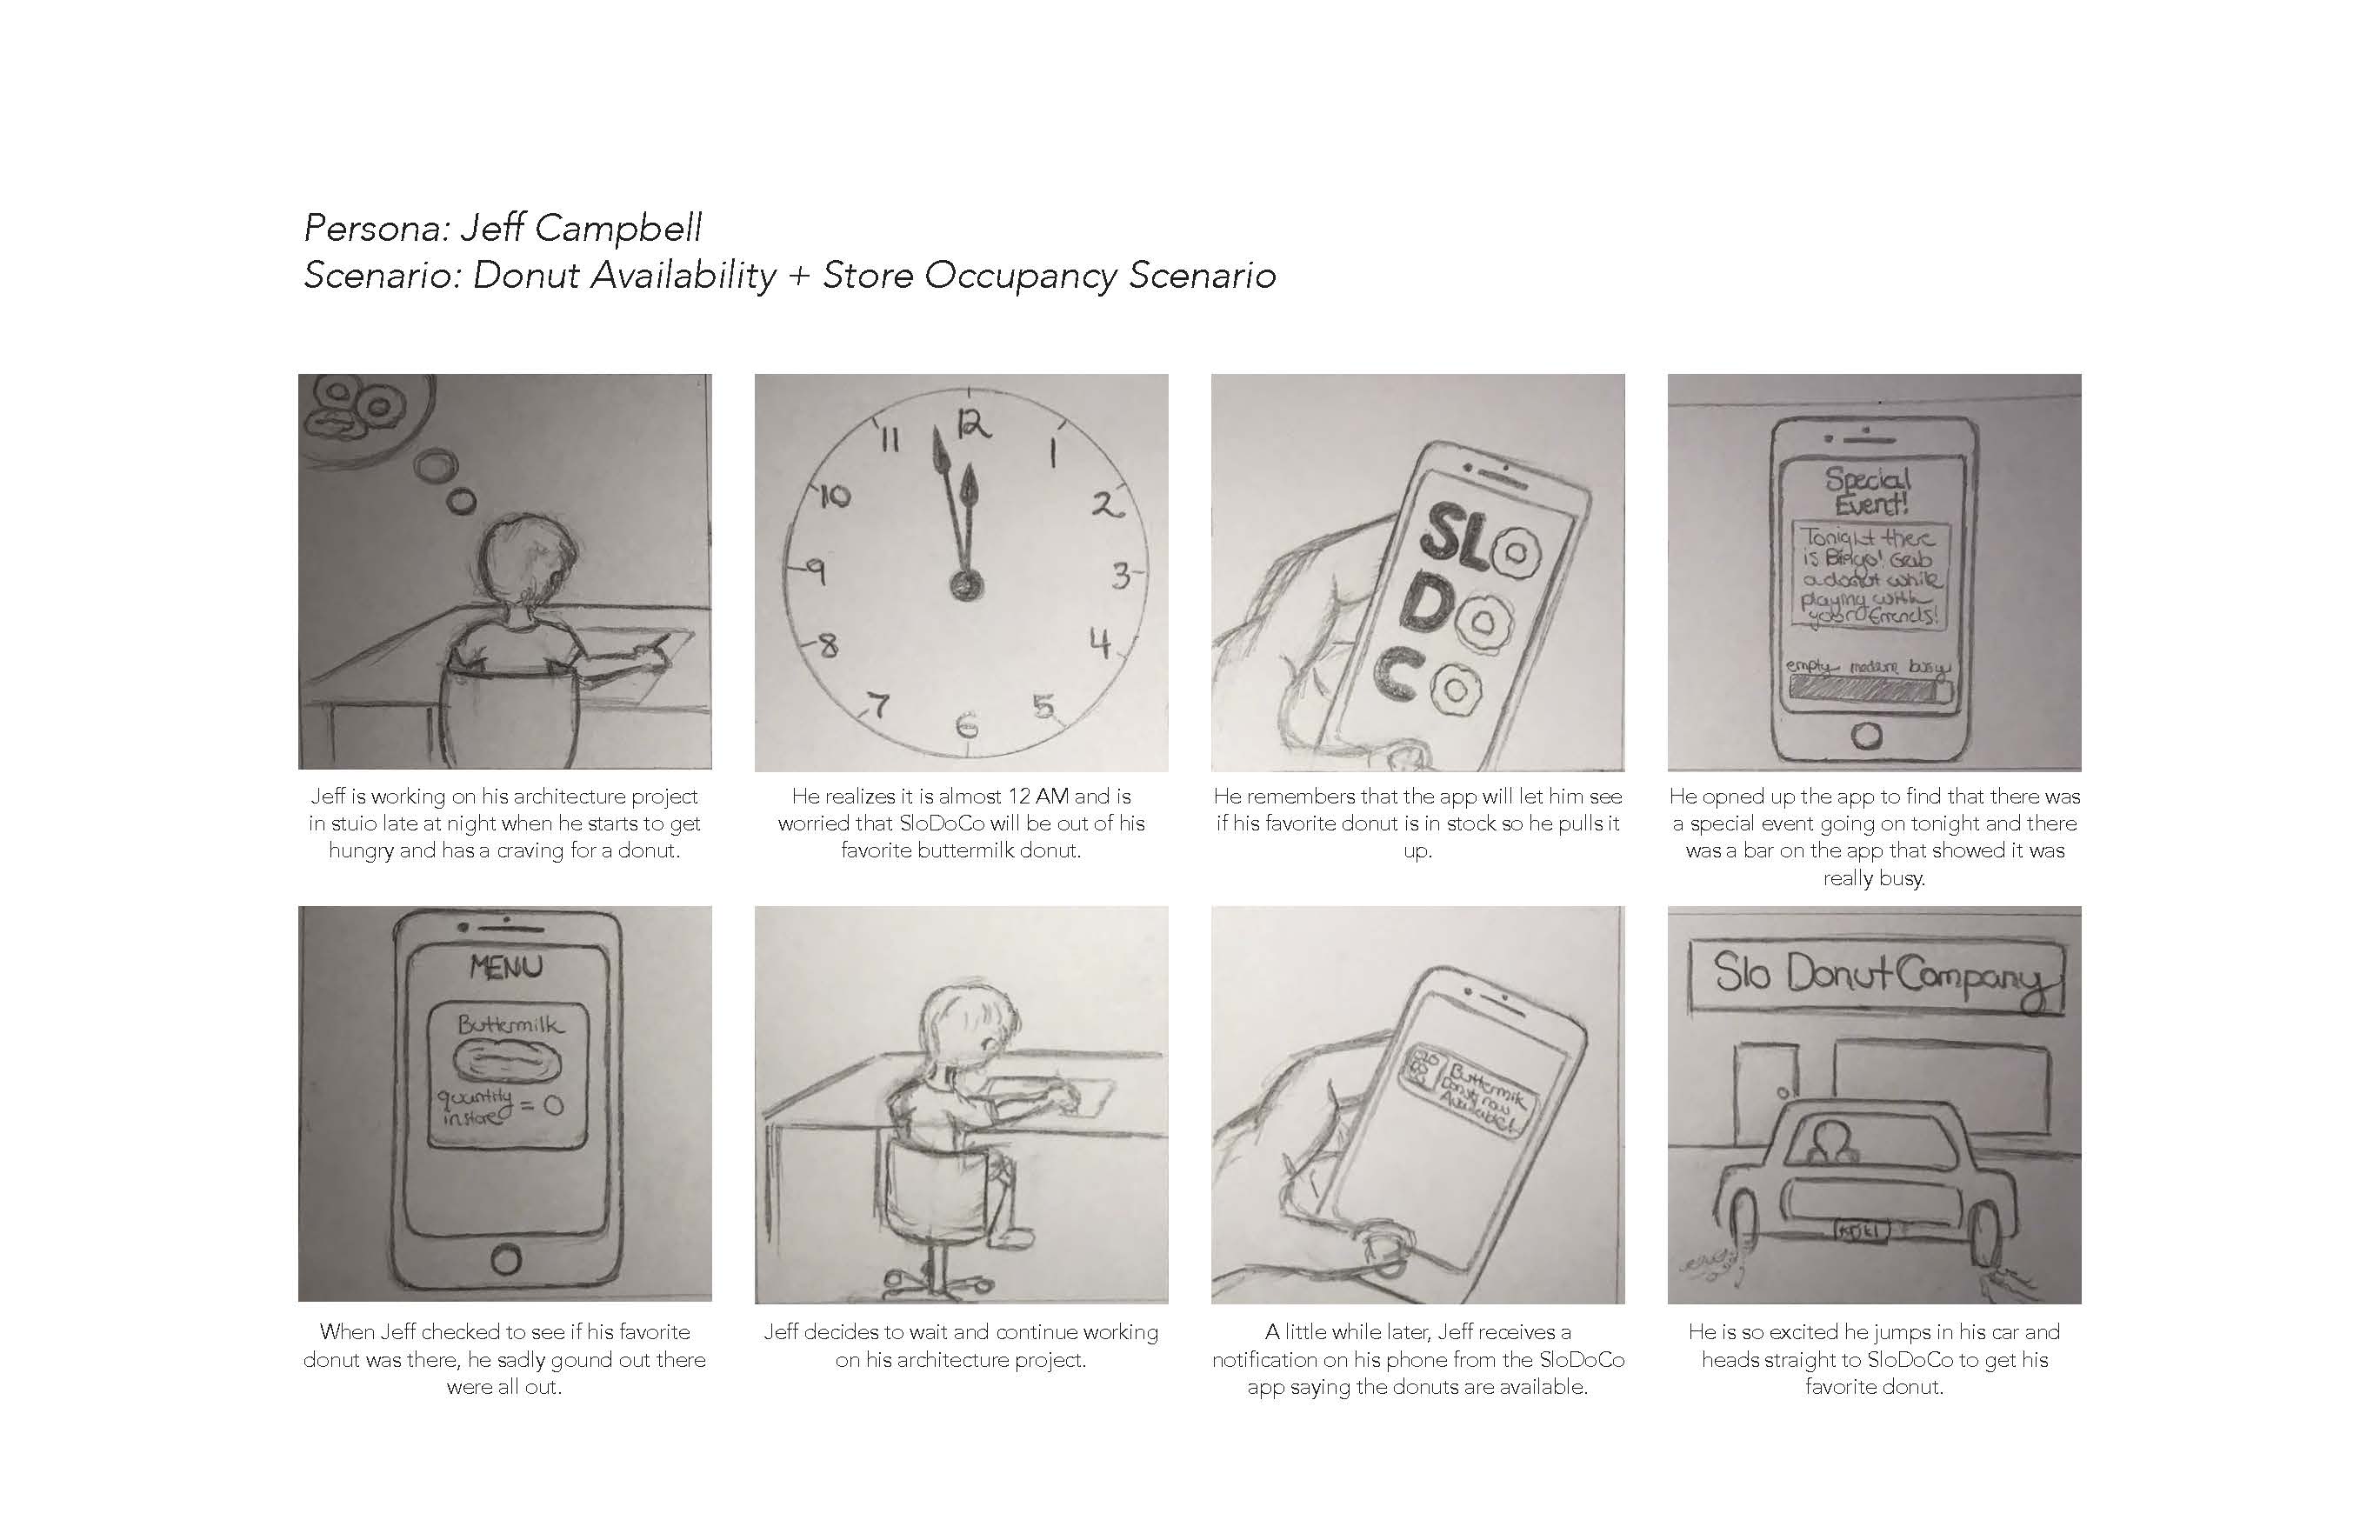 Persona: Jeff Campbell
Scenario: Donut Availability + Store Occupancy Scenario
12
1
2
3
4
5
6
7
8
9
10
11
SLO
DO
CO
Special
Event!
Tonight there
is Bingo! Grab
a donut while
playing with
your friends!
empty medium busy
Jeff is working on his architecture project
in stuio late at night when he starts to get
hungry and has a craving for a donut.
He realizes it is almost 12 AM and is
worried that SloDoCo will be out of his
favorite buttermilk donut.
He remembers that the app will let him see
if his favorite donut is in stock so he pulls it
up.
He opned up the app to find that there was
a special event going on tonight and there
was a bar on the app that showed it was
really busy.
MENU
Buttermilk
quantity
in store = 0
SLO
DO
CO
Buttermilk
Donuts now
Available!
Slo Donut Company
When Jeff checked to see if his favorite
donut was there, he sadly gound out there
were all out.
Jeff decides to wait and continue working
on his architecture project.
A little while later, Jeff receives a
notification on his phone from the SloDoCo
app saying the donuts are available.
He is so excited he jumps in his car and
heads straight to SloDoCo to get his
favorite donut.